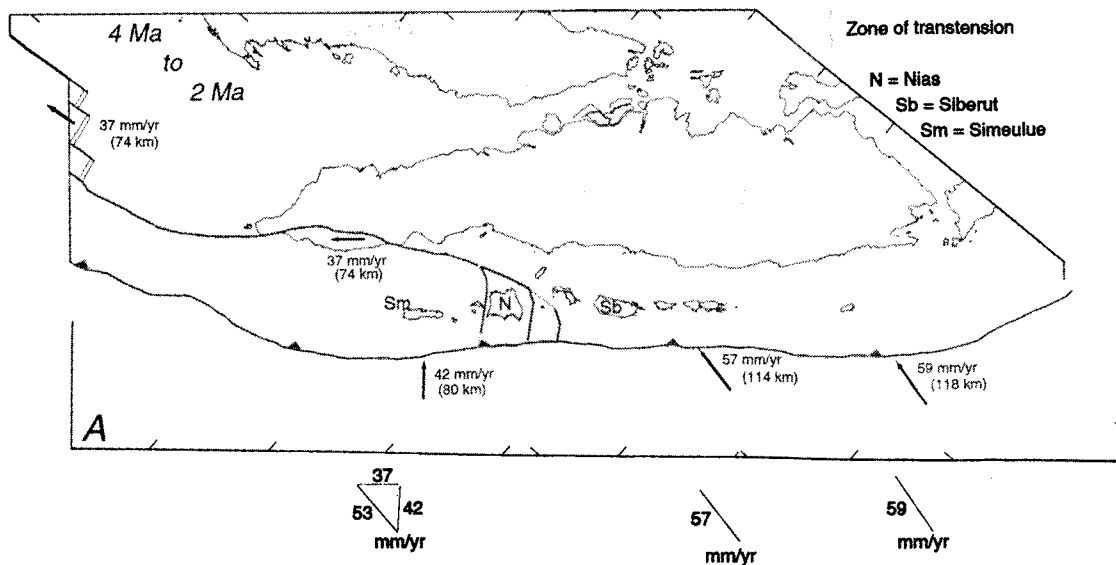 4 Ma
to
2 Ma
Zone of transtension
N = Nias
Sb = Siberut
Sm = Simeulue
37 mm/yr
(74 km)
37 mm/yr
(74 km)
Sm
N
Sb
42 mm/yr
(80 km)
57 mm/yr
(114 km)
59 mm/yr
(118 km)
A
37
53
42
mm/yr
57
mm/yr
59
mm/yr